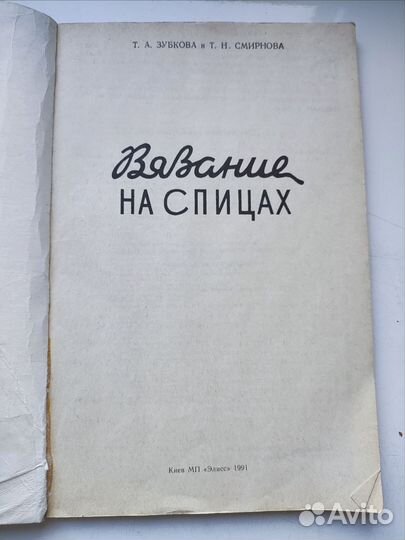 Т. А. ЗУБКОВА и Т. Н. СМИРНОВА
Вязание
НА СПИЦАХ
Киев МП «Элисс» 1991
Avito